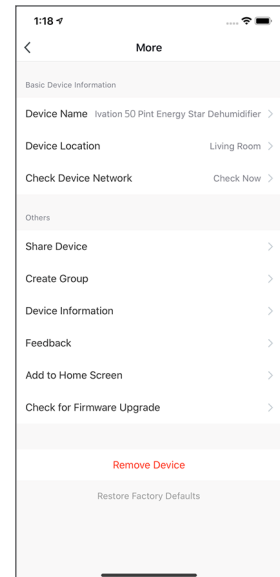 1:18
More
Basic Device Information
Device Name Ivation 50 Pint Energy Star Dehumidifier
Device Location Living Room
Check Device Network Check Now
Others
Share Device
Create Group
Device Information
Feedback
Add to Home Screen
Check for Firmware Upgrade
Remove Device
Restore Factory Defaults